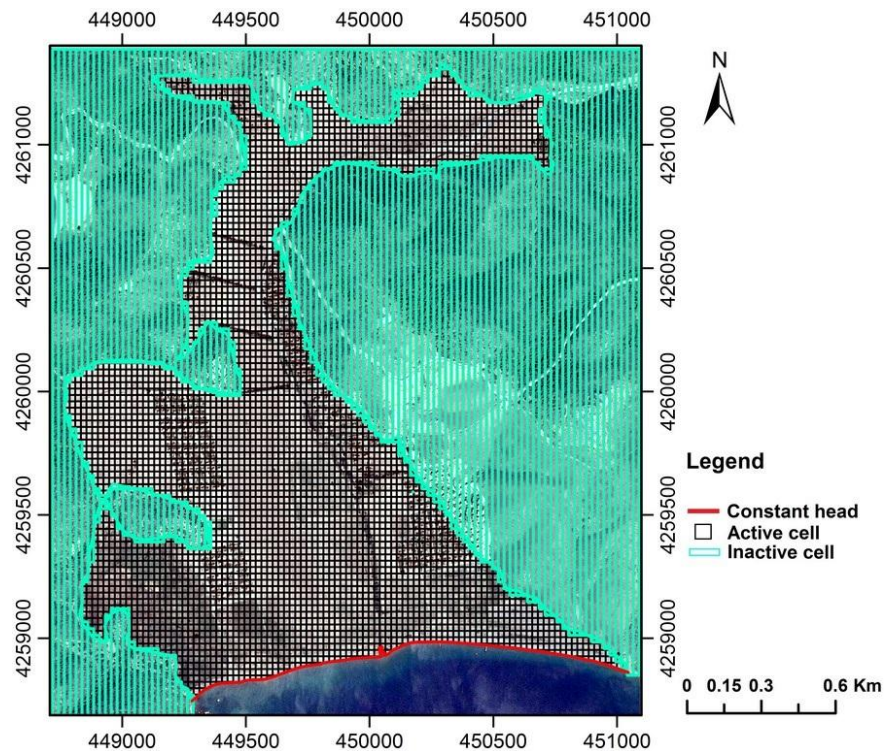 449000 449500 450000 450500 451000
N
4261000 4261000
4260500 4260500
4260000 4260000
4259500 4259500
4259000 4259000
Legend
Constant head
Active cell
Inactive cell
0 0.15 0.3 0.6 Km
449000 449500 450000 450500 451000